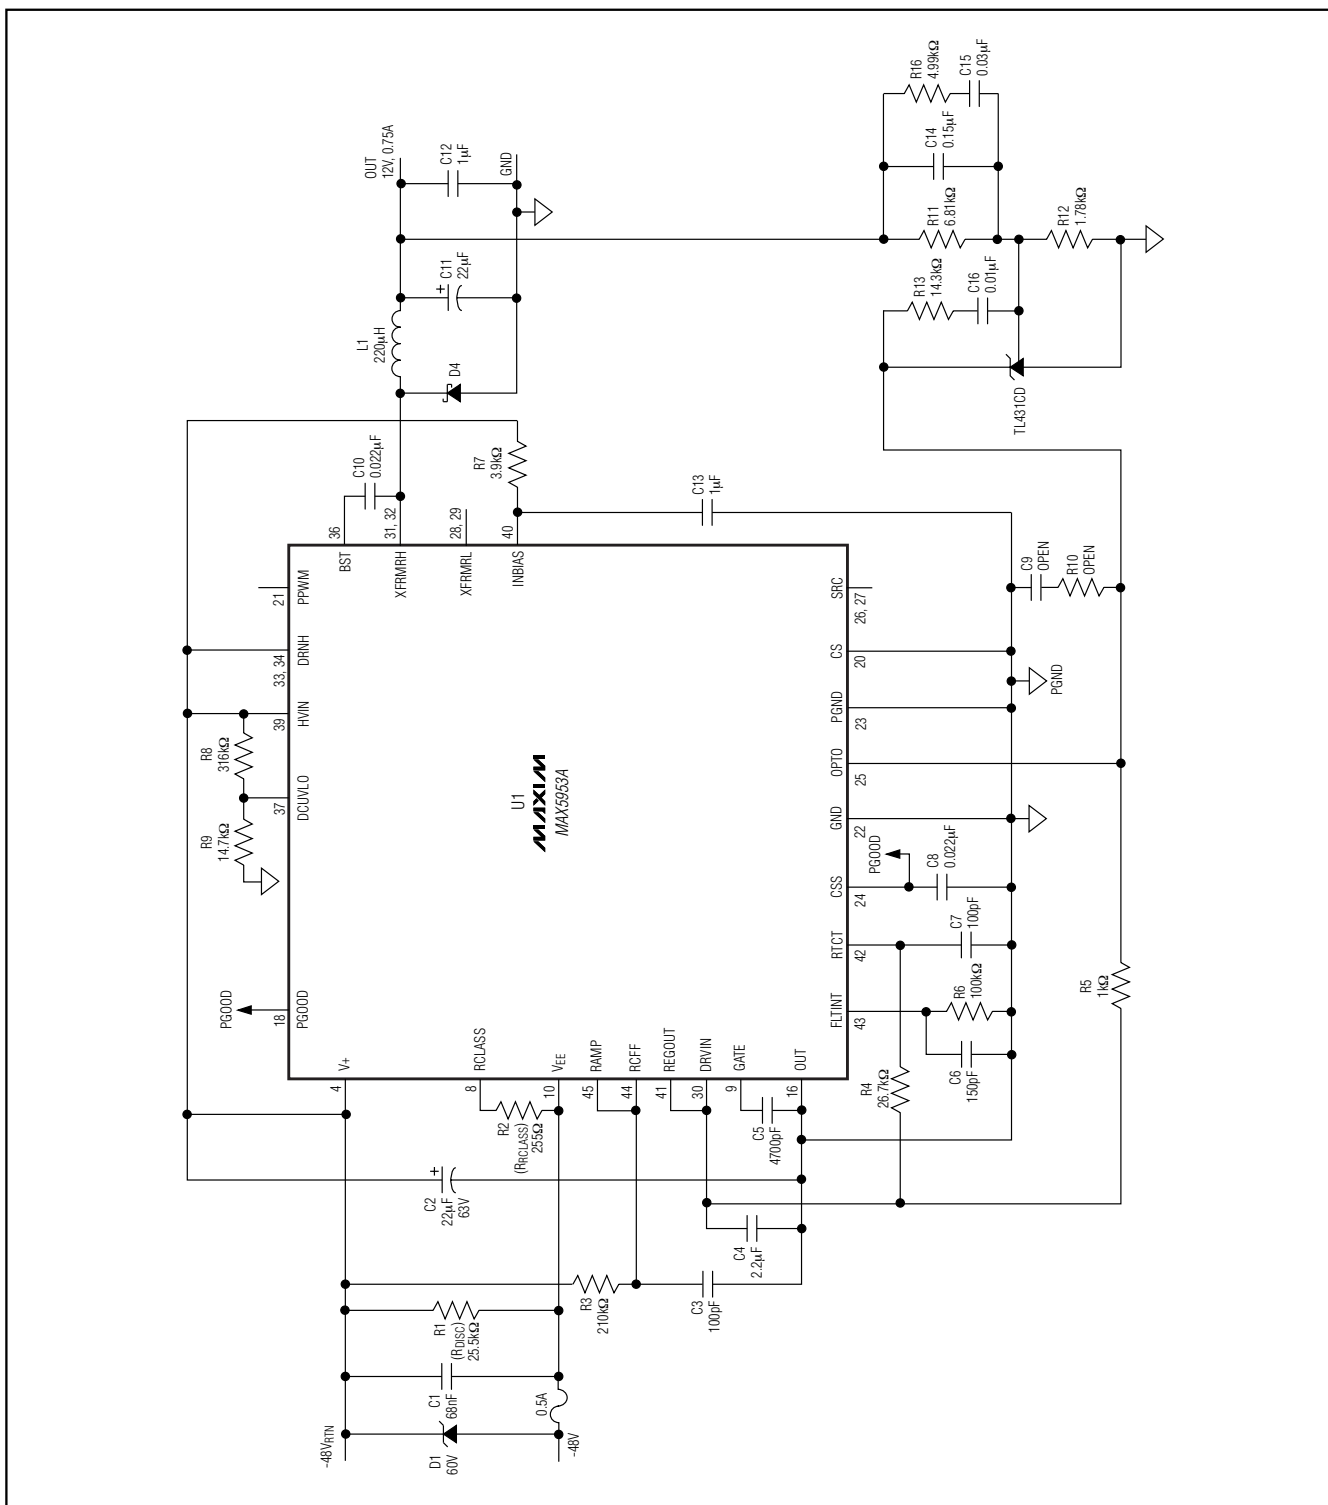 -48VRTN
D1
60V
C1
68nF
R1
(RDISC)
25.5kΩ
0.5A
-48V
C2
22µF
63V
+
R3
210kΩ
C3
100pF
C4
2.2µF
C5
4700pF
R2
(RRCLASS)
255Ω
4
V+
8
RCLASS
10
VEE
45
RAMP
44
RCFF
41
REGOUT
30
DRVIN
9
GATE
16
OUT
PGOOD
18
PGOOD
R9
14.7kΩ
R8
316kΩ
37
DCUVLO
39
HVIN
33, 34
DRNH
21
PPWM
U1
MAXIM
MAX5953A
FLTINT
43
RTCT
42
CSS
24
GND
22
OPTO
25
PGND
23
CS
20
SRC
26, 27
36
BST
31, 32
XFRMRH
28, 29
XFRMRL
40
INBIAS
R4
26.7kΩ
C6
150pF
R6
100kΩ
C7
100pF
PGOOD
C8
0.022µF
R5
1kΩ
PGND
C9
OPEN
R10
OPEN
C10
0.022µF
R7
3.9kΩ
C13
1µF
L1
220µH
D4
+
C11
22µF
C12
1µF
OUT
12V, 0.75A
GND
TL431CD
R13
14.3kΩ
C16
0.01µF
R11
6.81kΩ
R12
1.78kΩ
C14
0.15µF
R16
4.99kΩ
C15
0.03µF